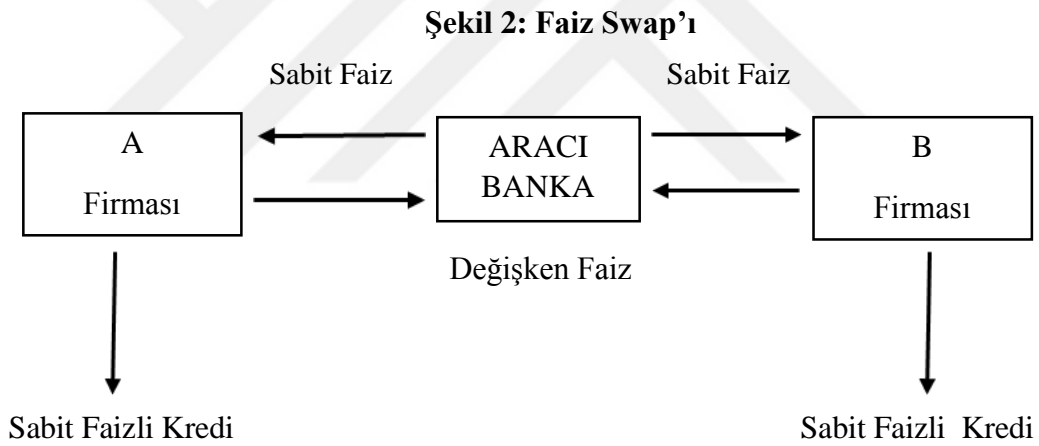 Şekil 2: Faiz Swap’ı
Sabit Faiz
Sabit Faiz
A
Firması
ARACI
BANKA
B
Firması
Değişken Faiz
Sabit Faizli Kredi
Sabit Faizli Kredi